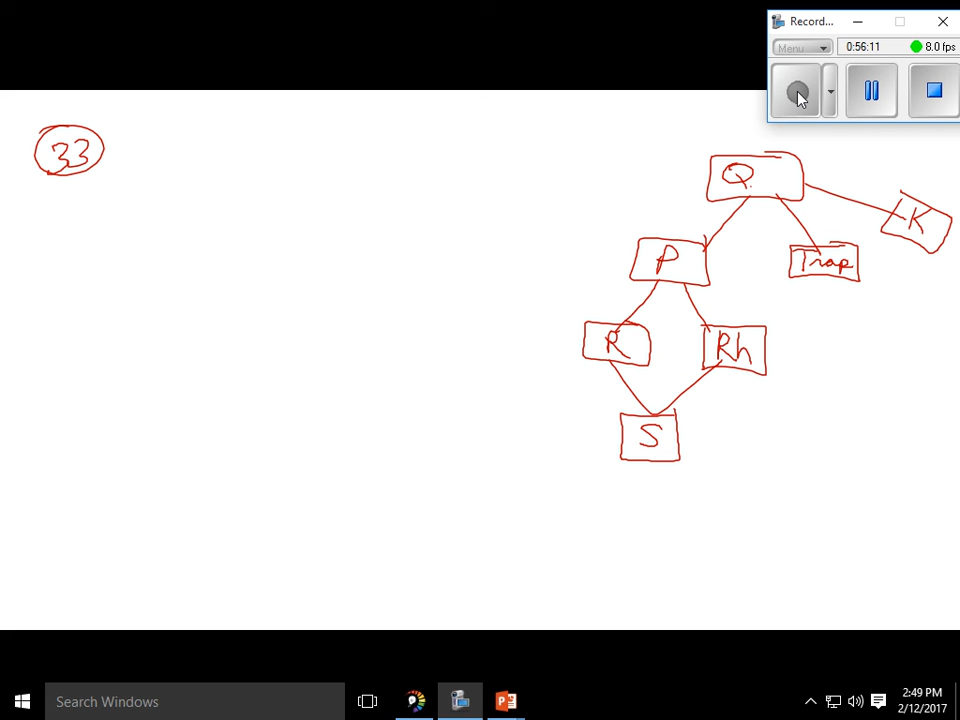 Record...
Menu
0:56:11
8.0 fps
33
Q.
K
P
Trap
R
Rh
S
Search Windows
2:49 PM
2/12/2017